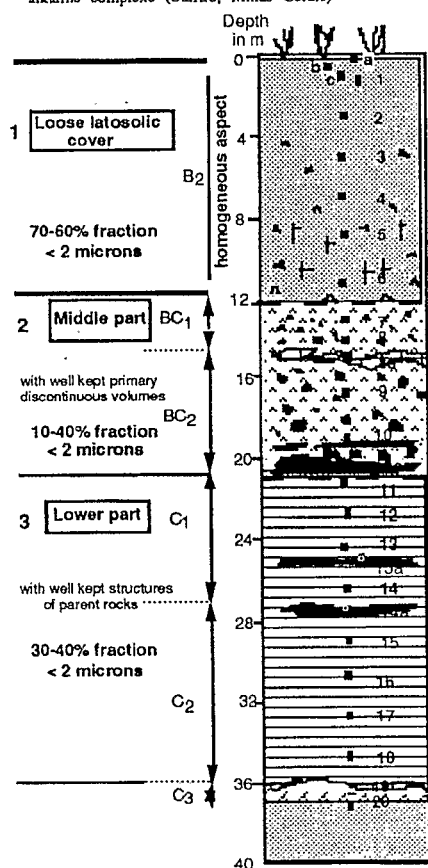 Depth
in m
0
a
b
c
1
1
Loose latosolic
cover
B2
homogeneous aspect
70-60% fraction
< 2 microns
2
4
3
4
8
5
6
12
2
Middle part
BC1
7
8
with well kept primary
discontinuous volumes
BC2
10-40% fraction
< 2 microns
16
9
10
20
11
3
Lower part
C1
12
24
13
13a
14
with well kept structures
of parent rocks
28
15
30-40% fraction
< 2 microns
16
C2
32
17
18
36
C3
20
40